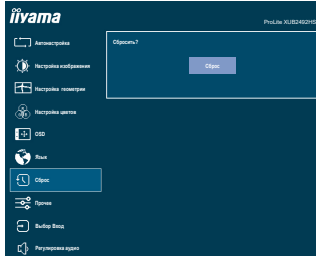 iiyama
ProLite XUB2492HS
Автонастройка
Сбросить?
Настройка изображения
Сброс
Настройка геометрии
Настройка цветов
OSD
Язык
Сброс
Прочее
Выбор Вход
Регулировка аудио